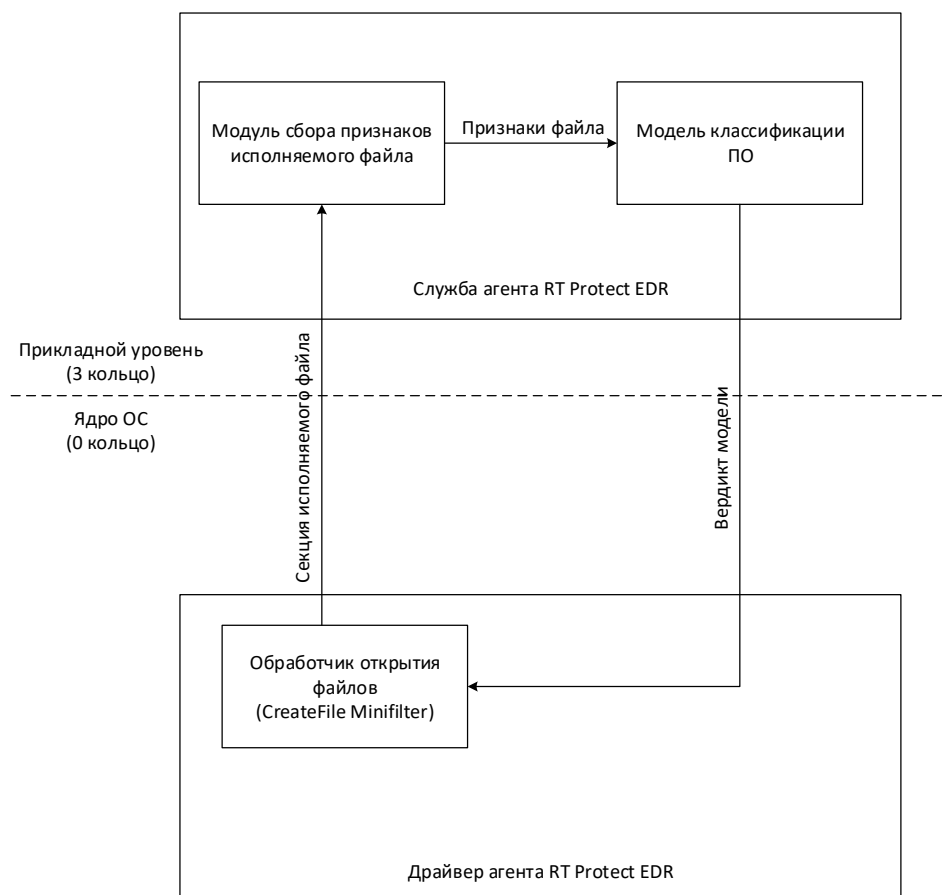 Модуль сбора признаков
исполняемого файла
Признаки файла
Модель классификации
ПО
Служба агента RT Protect EDR
Прикладной уровень
(3 кольцо)
Ядро ОС
(0 кольцо)
Секция исполняемого файла
Вердикт модели
Обработчик открытия
файлов
(CreateFile Minifilter)
Драйвер агента RT Protect EDR